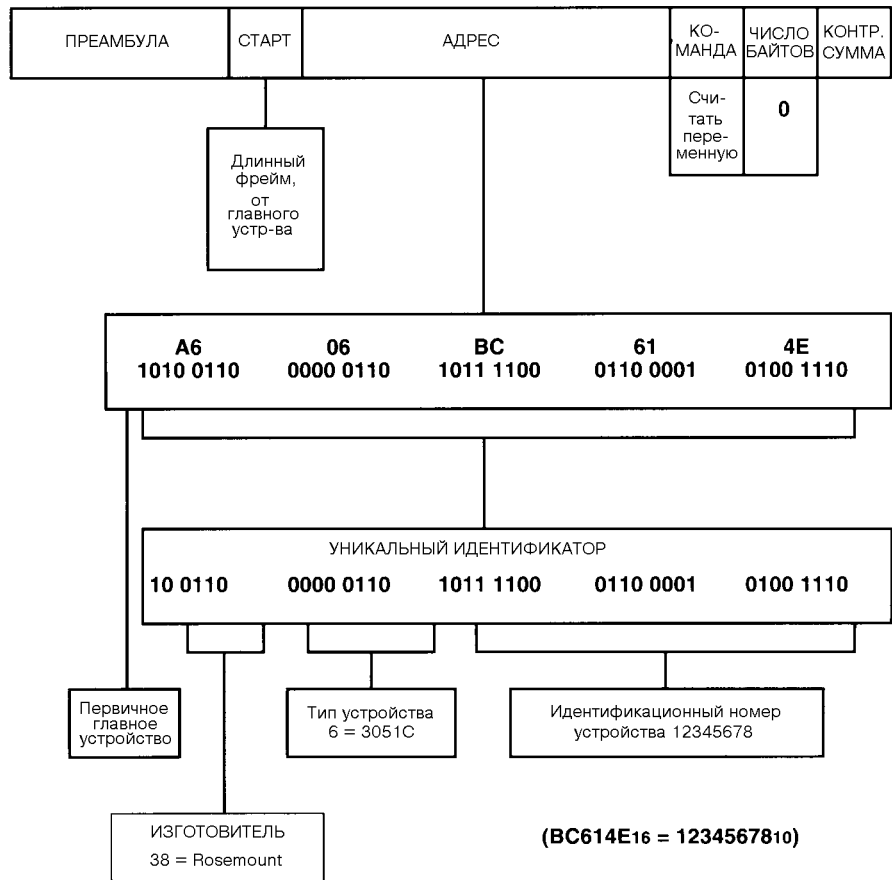 ПРЕАМБУЛА
СТАРТ
АДРЕС
КО-
МАНДА
ЧИСЛО
БАЙТОВ
КОНТР.
СУММА
Счи-
тать
пере-
менную
0
Длинный
фрейм,
от
главного
устр-ва
A6 06 BC 61 4E
1010 0110 0000 0110 1011 1100 0110 0001 0100 1110
УНИКАЛЬНЫЙ ИДЕНТИФИКАТОР
10 0110 0000 0110 1011 1100 0110 0001 0100 1110
Первичное
главное
устройство
Тип устройства
6 = 3051C
Идентификационный номер
устройства 12345678
ИЗГОТОВИТЕЛЬ
38 = Rosemount
(BC614E16 = 1234567810)